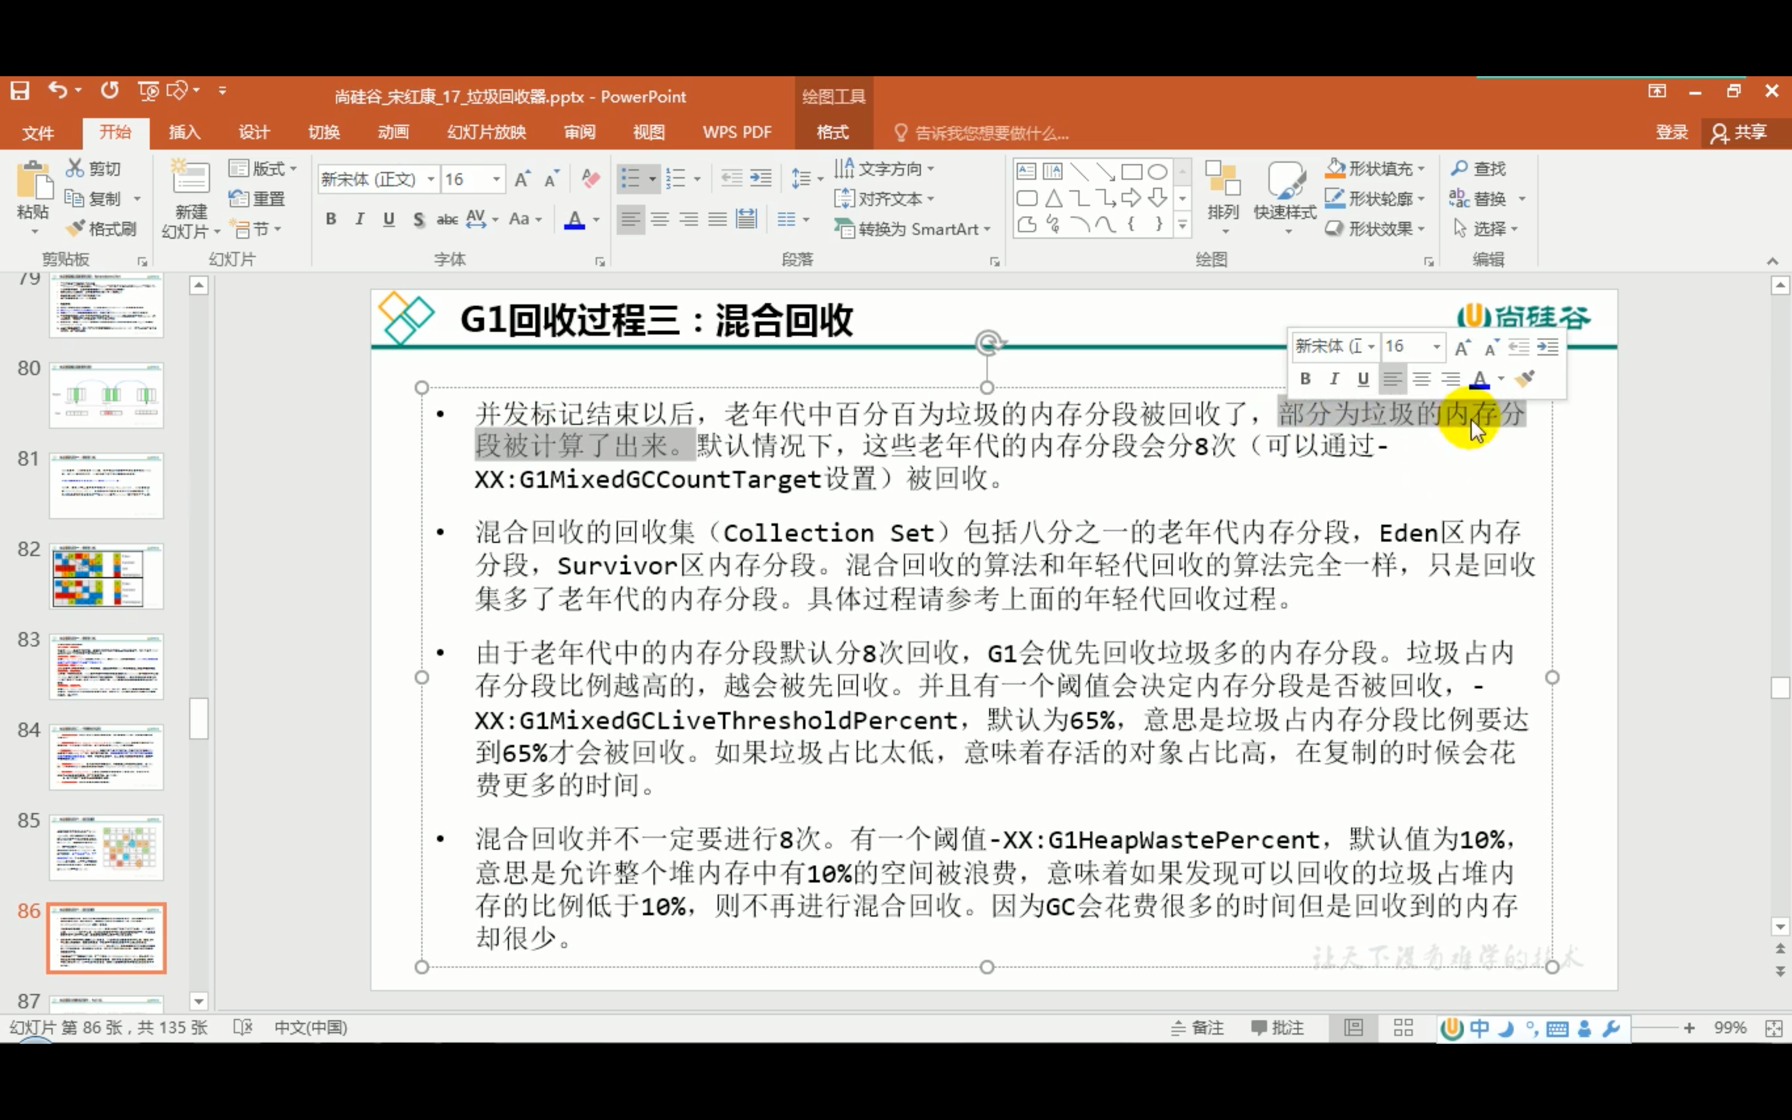 尚硅谷_宋红康_17_垃圾回收器.pptx - PowerPoint
绘图工具
文件
开始
插入
设计
切换
动画
幻灯片放映
审阅
视图
WPS PDF
格式
告诉我您想要做什么...
登录
共享
粘贴
剪切
复制
格式刷
剪贴板
新建
幻灯片
版式
重置
节
幻灯片
新宋体 (正文)
16
B I U S abc AV Aa A
字体
文字方向
对齐文本
转换为 SmartArt
段落
排列
快速样式
形状填充
形状轮廓
形状效果
绘图
查找
替换
选择
编辑
79
80
81
82
83
84
85
86
87
G1回收过程三：混合回收
尚硅谷
新宋体 (正
16
B I U A
• 并发标记结束以后，老年代中百分百为垃圾的内存分段被回收了，部分为垃圾的内存分
段被计算了出来。默认情况下，这些老年代的内存分段会分8次（可以通过-
XX:G1MixedGCCountTarget设置）被回收。
• 混合回收的回收集（Collection Set）包括八分之一的老年代内存分段，Eden区内存
分段，Survivor区内存分段。混合回收的算法和年轻代回收的算法完全一样，只是回收
集多了老年代的内存分段。具体过程请参考上面的年轻代回收过程。
• 由于老年代中的内存分段默认分8次回收，G1会优先回收垃圾多的内存分段。垃圾占内
存分段比例越高的，越会被先回收。并且有一个阈值会决定内存分段是否被回收，-
XX:G1MixedGCLiveThresholdPercent，默认为65%，意思是垃圾占内存分段比例要达
到65%才会被回收。如果垃圾占比太低，意味着存活的对象占比高，在复制的时候会花
费更多的时间。
• 混合回收并不一定要进行8次。有一个阈值-XX:G1HeapWastePercent，默认值为10%，
意思是允许整个堆内存中有10%的空间被浪费，意味着如果发现可以回收的垃圾占堆内
存的比例低于10%，则不再进行混合回收。因为GC会花费很多的时间但是回收到的内存
却很少。
让天下没有难学的技术
幻灯片 第 86 张，共 135 张
中文(中国)
备注
批注
中
99%